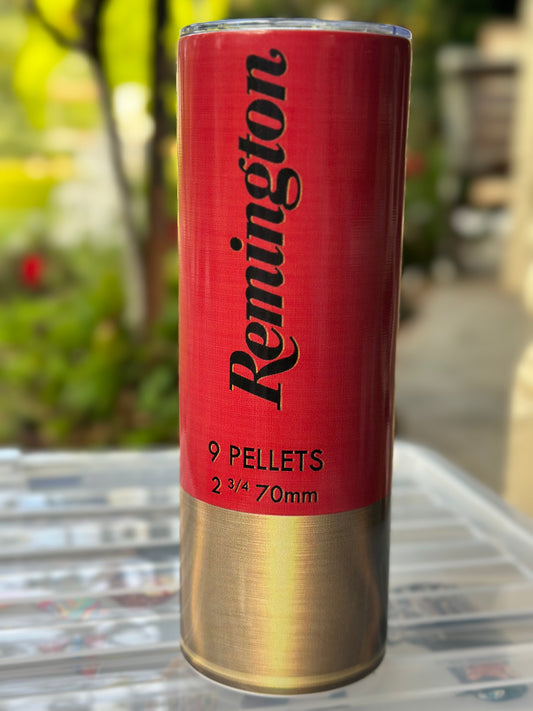 Remington
9 PELLETS
2 3/4 70mm